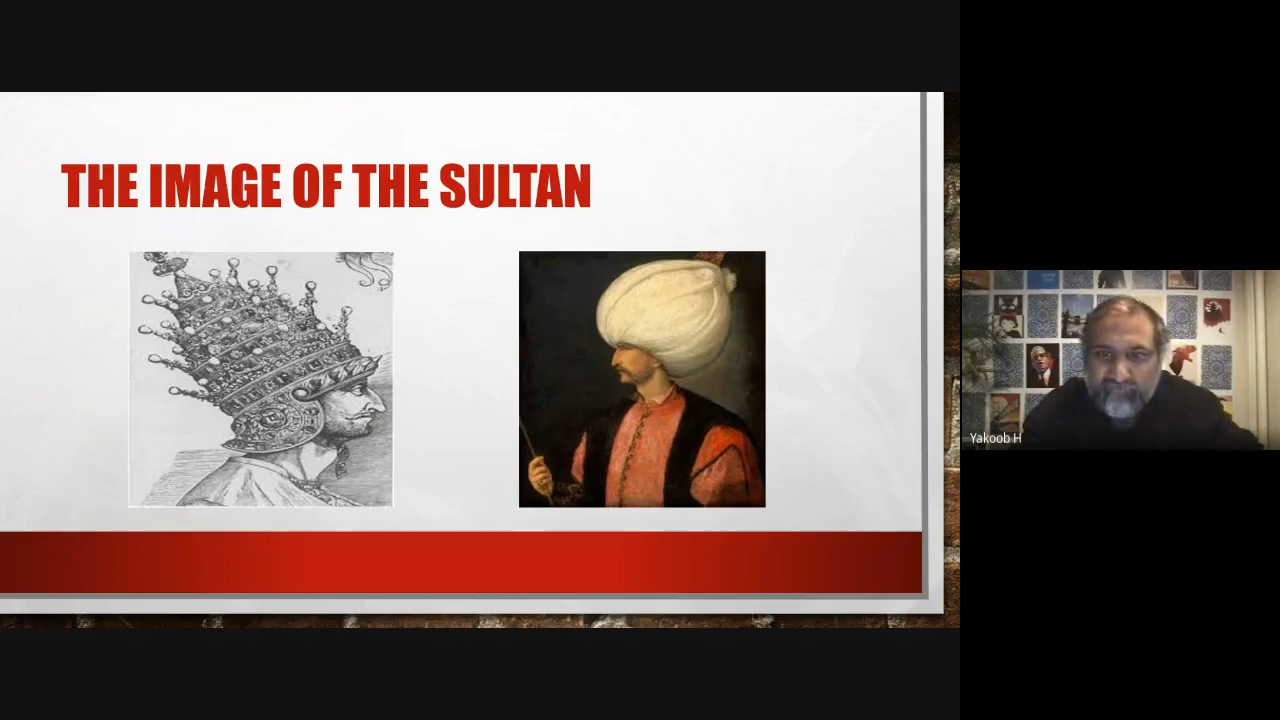 THE IMAGE OF THE SULTAN
Yakoob H